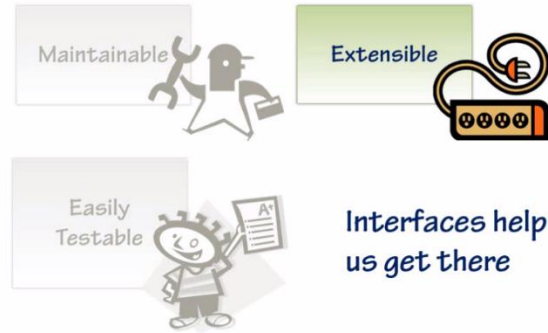 Maintainable
Extensible
Easily
Testable
A+
Interfaces help
us get there